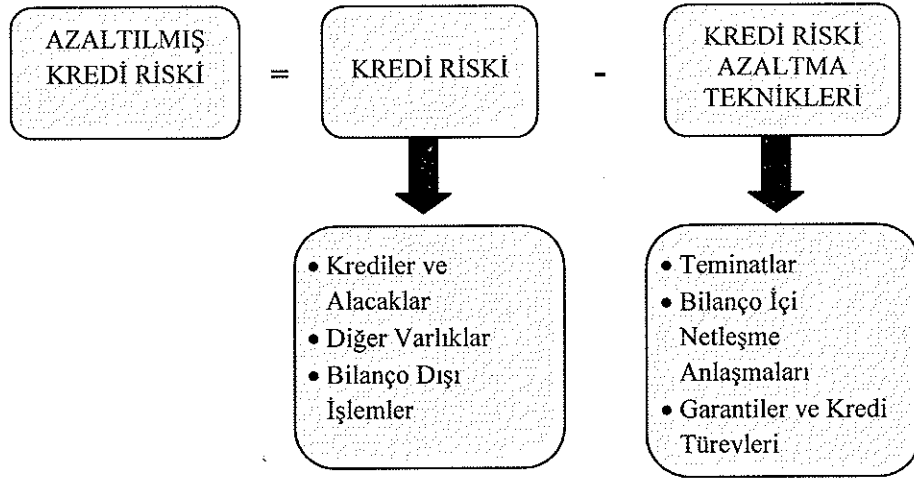 AZALTILMIŞ
KREDİ RİSKİ
=
KREDİ RİSKİ
-
KREDİ RİSKİ
AZALTMA
TEKNİKLERİ
• Krediler ve
Alacaklar
• Diğer Varlıklar
• Bilanço Dışı
İşlemler
• Teminatlar
• Bilanço İçi
Netleşme
Anlaşmaları
• Garantiler ve Kredi
Türevleri